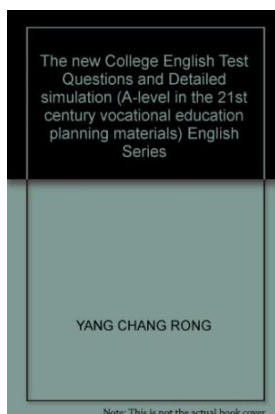 The new College English Test
Questions and Detailed
simulation (A-level in the 21st
century vocational education
planning materials) English
Series
YANG CHANG RONG
Note: This is not the actual book cover